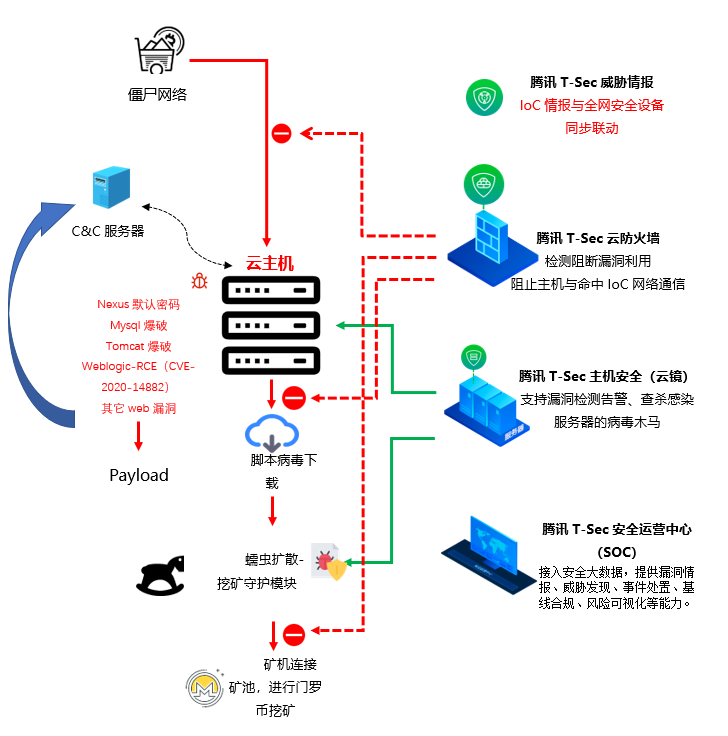 僵尸网络
C&C 服务器
云主机
Nexus 默认密码
Mysql 爆破
Tomcat 爆破
Weblogic-RCE（CVE-
2020-14882）
其它 web 漏洞
Payload
脚本病毒下
载
蠕虫扩散-
挖矿守护模块
矿机连接
矿池，进行门罗
币挖矿
腾讯 T-Sec 威胁情报
IoC 情报与全网安全设备
同步联动
腾讯 T-Sec 云防火墙
检测阻断漏洞利用
阻止主机与命中 IoC 网络通信
腾讯 T-Sec 主机安全（云镜）
支持漏洞检测告警、查杀感染
服务器的病毒木马
服务器
腾讯 T-Sec 安全运营中心
（SOC）
接入安全大数据，提供漏洞情
报、威胁发现、事件处置、基
线合规、风险可视化等能力。